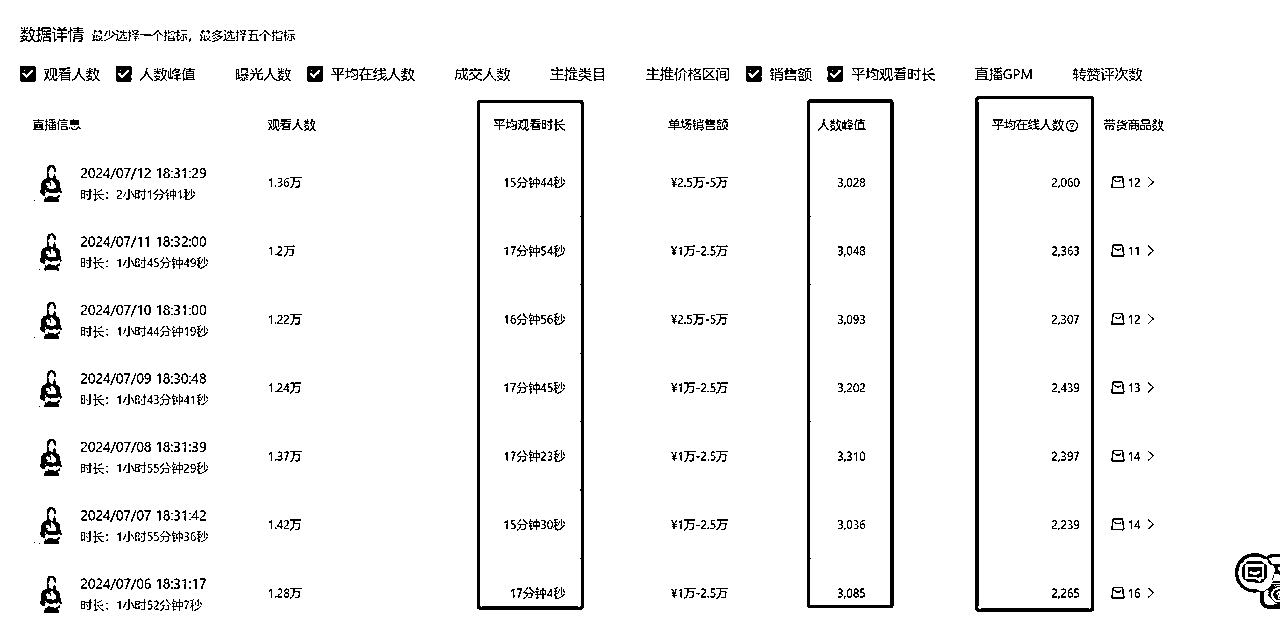 数据详情 最少选择一个指标，最多选择五个指标
观看人数 人数峰值 曝光人数 平均在线人数 成交人数 主推类目 主推价格区间 销售额 平均观看时长 直播GPM 转赞评次数
直播信息 观看人数 平均观看时长 单场销售额 人数峰值 平均在线人数? 带货商品数
2024/07/12 18:31:29
时长：2小时1分钟1秒 1.36万 15分钟44秒 ¥2.5万-5万 3,028 2,060 12 >
2024/07/11 18:32:00
时长：1小时45分钟49秒 1.2万 17分钟54秒 ¥1万-2.5万 3,048 2,363 11 >
2024/07/10 18:31:00
时长：1小时44分钟19秒 1.22万 16分钟56秒 ¥2.5万-5万 3,093 2,307 12 >
2024/07/09 18:30:48
时长：1小时43分钟41秒 1.24万 17分钟45秒 ¥1万-2.5万 3,202 2,439 13 >
2024/07/08 18:31:39
时长：1小时55分钟29秒 1.37万 17分钟23秒 ¥1万-2.5万 3,310 2,397 14 >
2024/07/07 18:31:42
时长：1小时55分钟36秒 1.42万 15分钟30秒 ¥1万-2.5万 3,036 2,239 14 >
2024/07/06 18:31:17
时长：1小时52分钟7秒 1.28万 17分钟4秒 ¥1万-2.5万 3,085 2,265 16 >